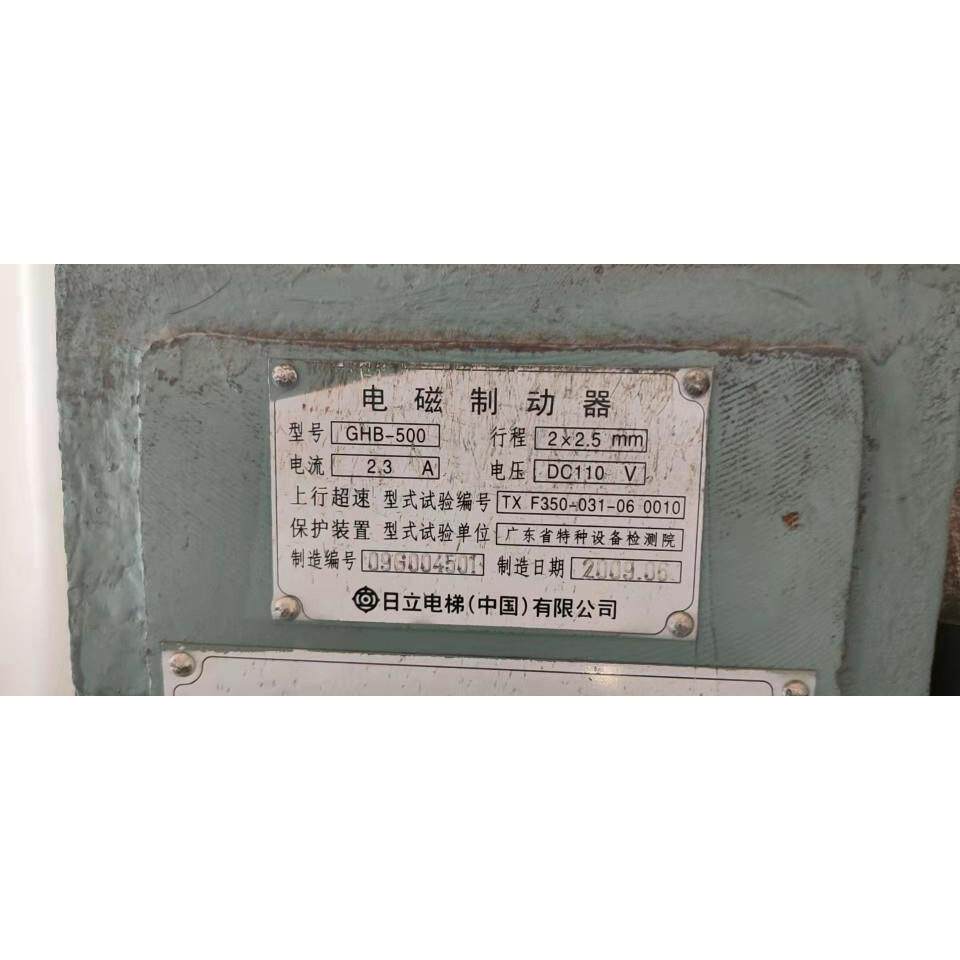 电磁制动器
型号 GHB-500 行程 2×2.5 mm
电流 2.3 A 电压 DC110 V
上行超速 型式试验编号 TX F350-031-06 0010
保护装置 型式试验单位 广东省特种设备检测院
制造编号 09G004501 制造日期 2009.06
日立电梯(中国)有限公司